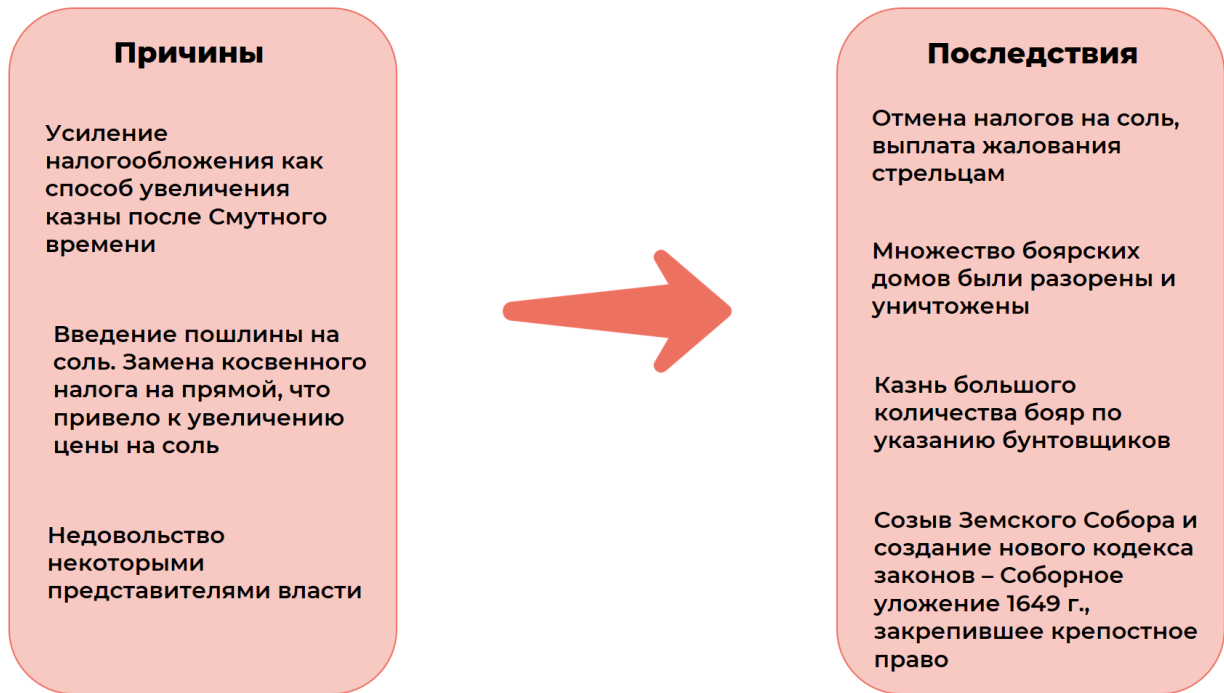 Причины
Усиление
налогообложения как
способ увеличения
казны после Смутного
времени
Введение пошлины на
соль. Замена косвенного
налога на прямой, что
привело к увеличению
цены на соль
Недовольство
некоторыми
представителями власти
Последствия
Отмена налогов на соль,
выплата жалования
стрельцам
Множество боярских
домов были разорены и
уничтожены
Казнь большого
количества бояр по
указанию бунтовщиков
Созыв Земского Собора и
создание нового кодекса
законов – Соборное
уложение 1649 г.,
закрепившее крепостное
право